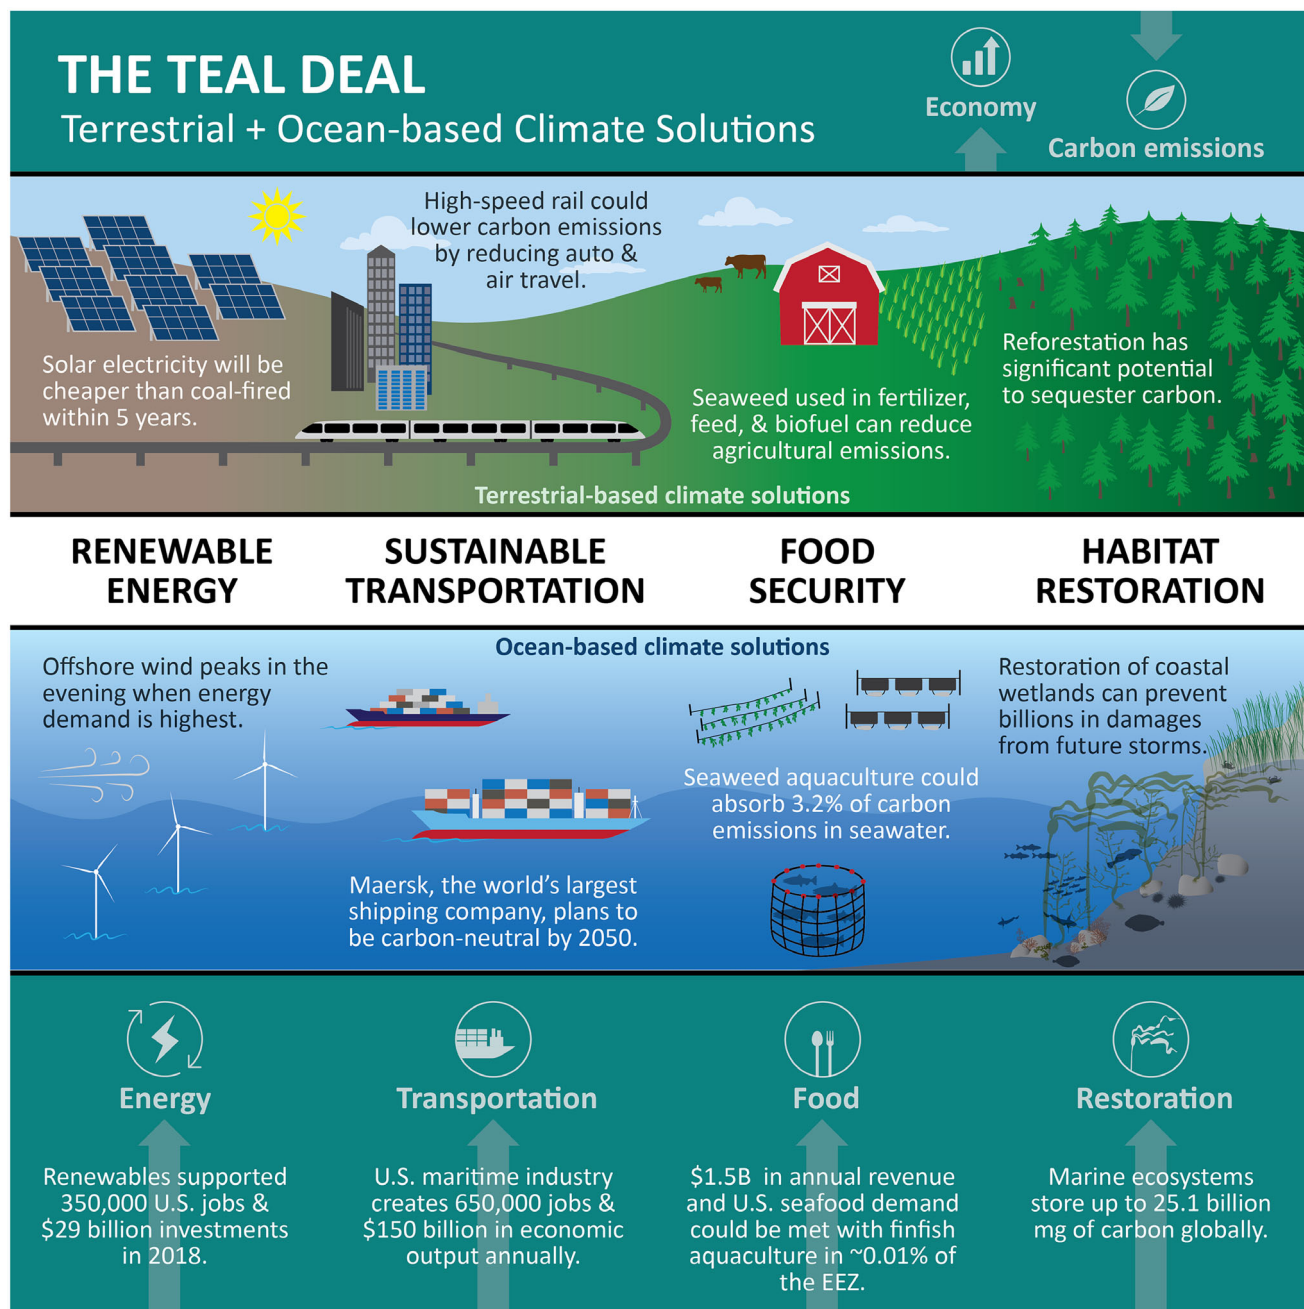 THE TEAL DEAL
Terrestrial + Ocean-based Climate Solutions
Economy
Carbon emissions
High-speed rail could
lower carbon emissions
by reducing auto &
air travel.
Solar electricity will be
cheaper than coal-fired
within 5 years.
Seaweed used in fertilizer,
feed, & biofuel can reduce
agricultural emissions.
Reforestation has
significant potential
to sequester carbon.
Terrestrial-based climate solutions
RENEWABLE
ENERGY
SUSTAINABLE
TRANSPORTATION
FOOD
SECURITY
HABITAT
RESTORATION
Ocean-based climate solutions
Offshore wind peaks in the
evening when energy
demand is highest.
Maersk, the world's largest
shipping company, plans to
be carbon-neutral by 2050.
Seaweed aquaculture could
absorb 3.2% of carbon
emissions in seawater.
Restoration of coastal
wetlands can prevent
billions in damages
from future storms.
Energy
Renewables supported
350,000 U.S. jobs &
$29 billion investments
in 2018.
Transportation
U.S. maritime industry
creates 650,000 jobs &
$150 billion in economic
output annually.
Food
$1.5B in annual revenue
and U.S. seafood demand
could be met with finfish
aquaculture in ~0.01% of
the EEZ.
Restoration
Marine ecosystems
store up to 25.1 billion
mg of carbon globally.